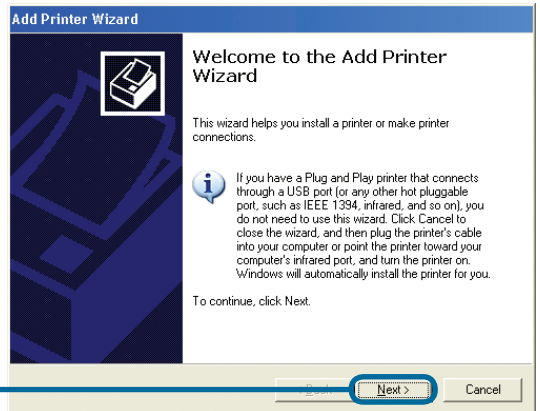 Add Printer Wizard
Welcome to the Add Printer
Wizard
This wizard helps you install a printer or make printer
connections.
If you have a Plug and Play printer that connects
through a USB port (or any other hot pluggable
port, such as IEEE 1394, infrared, and so on), you
do not need to use this wizard. Click Cancel to
close the wizard, and then plug the printer's cable
into your computer or point the printer toward your
computer's infrared port, and turn the printer on.
Windows will automatically install the printer for you.
To continue, click Next.
Next >
Cancel